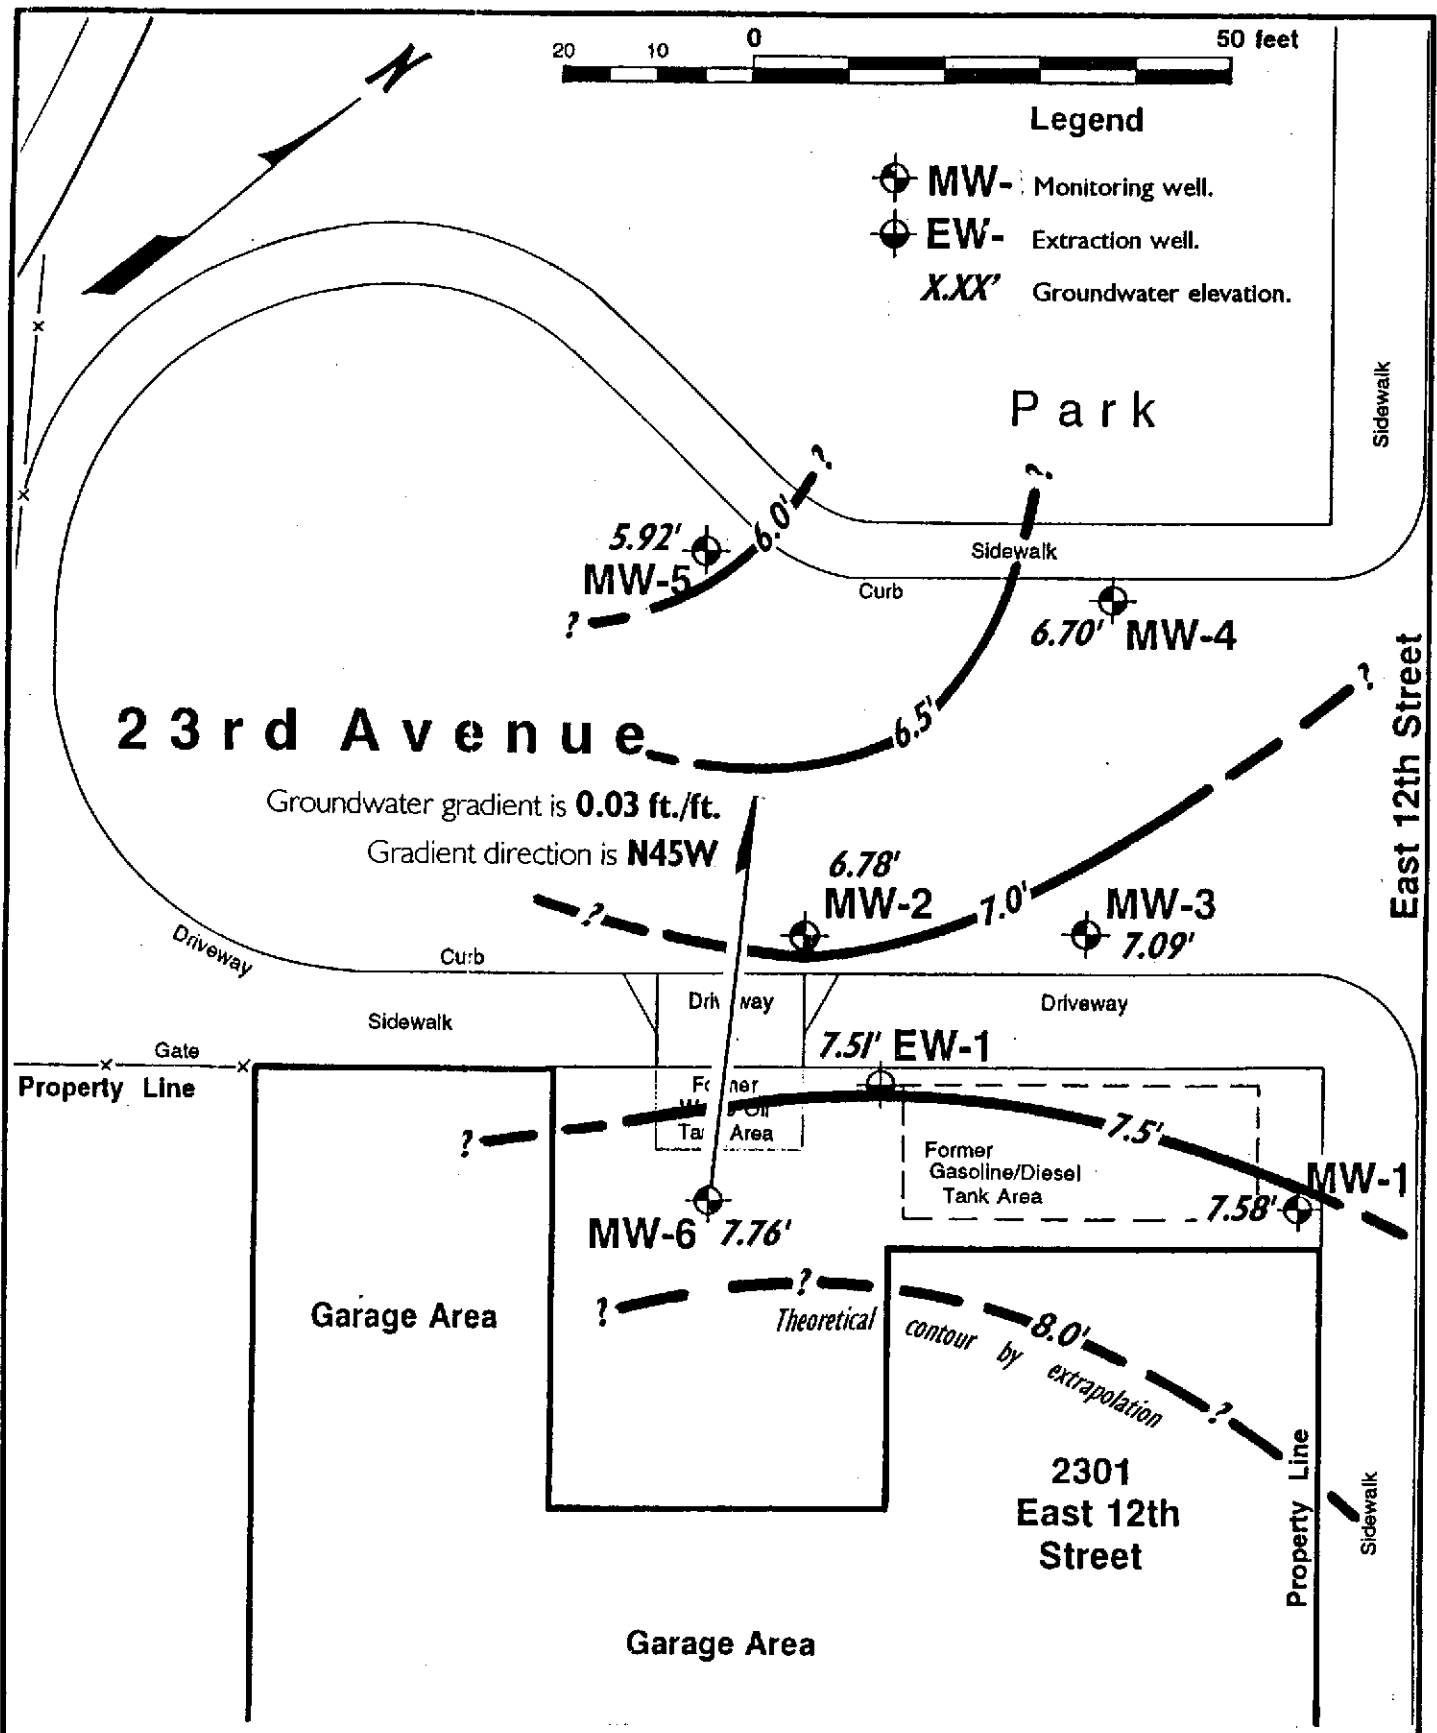 N
20 10 0 50 feet
Legend
MW- Monitoring well.
EW- Extraction well.
X.XX' Groundwater elevation.
Sidewalk
Park
?
?
6.0'
5.92'
MW-5
Sidewalk
Curb
?
6.70' MW-4
East 12th Street
?
23rd Avenue
6.5'
Groundwater gradient is 0.03 ft./ft.
Gradient direction is N45W
6.78'
MW-2
7.0'
MW-3
7.09'
?
Driveway
Curb
Driveway
Driveway
Sidewalk
7.51' EW-1
Gate
Property Line
Former
Waste Oil
Tank Area
?
7.5'
Former
Gasoline/Diesel
Tank Area
MW-1
7.58'
MW-6 7.76'
Garage Area
?
?
Theoretical contour by extrapolation
8.0'
?
2301
East 12th
Street
Property Line
Sidewalk
Garage Area